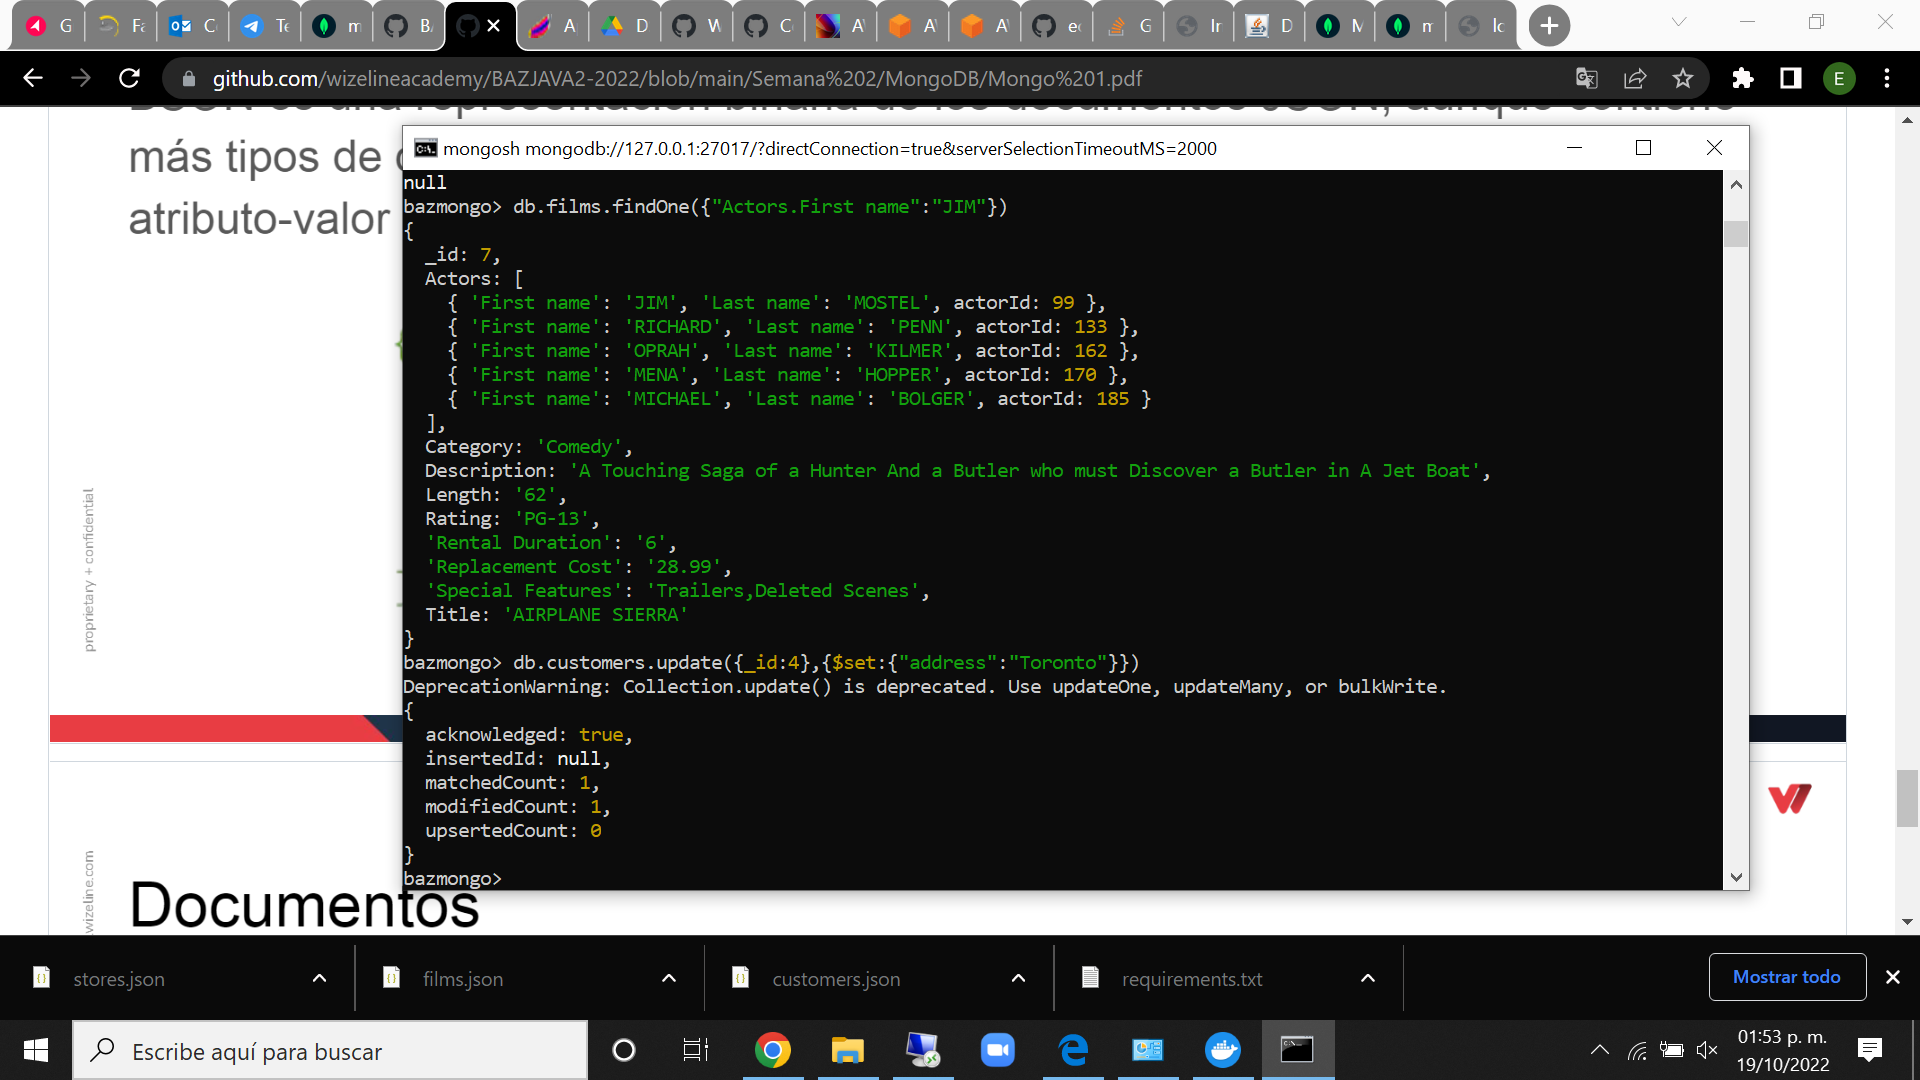 G
Fa
C
Te
m
BA
A
D
W
C
A\
A\
A\
e
G
Ir
D
M
m
lc
github.com/wizelineacademy/BAZJAVA2-2022/blob/main/Semana%202/MongoDB/Mongo%201.pdf
E
más tipos de
atributo-valor
proprietary + confidential
mongosh mongodb://127.0.0.1:27017/?directConnection=true&serverSelectionTimeoutMS=2000
null
bazmongo> db.films.findOne({"Actors.First name":"JIM"})
{
  _id: 7,
  Actors: [
    { 'First name': 'JIM', 'Last name': 'MOSTEL', actorId: 99 },
    { 'First name': 'RICHARD', 'Last name': 'PENN', actorId: 133 },
    { 'First name': 'OPRAH', 'Last name': 'KILMER', actorId: 162 },
    { 'First name': 'MENA', 'Last name': 'HOPPER', actorId: 170 },
    { 'First name': 'MICHAEL', 'Last name': 'BOLGER', actorId: 185 }
  ],
  Category: 'Comedy',
  Description: 'A Touching Saga of a Hunter And a Butler who must Discover a Butler in A Jet Boat',
  Length: '62',
  Rating: 'PG-13',
  'Rental Duration': '6',
  'Replacement Cost': '28.99',
  'Special Features': 'Trailers,Deleted Scenes',
  Title: 'AIRPLANE SIERRA'
}
bazmongo> db.customers.update({_id:4},{$set:{"address":"Toronto"}})
DeprecationWarning: Collection.update() is deprecated. Use updateOne, updateMany, or bulkWrite.
{
  acknowledged: true,
  insertedId: null,
  matchedCount: 1,
  modifiedCount: 1,
  upsertedCount: 0
}
bazmongo>
.wizeline.com
Documentos
stores.json
films.json
customers.json
requirements.txt
Mostrar todo
Escribe aquí para buscar
01:53 p. m.
19/10/2022